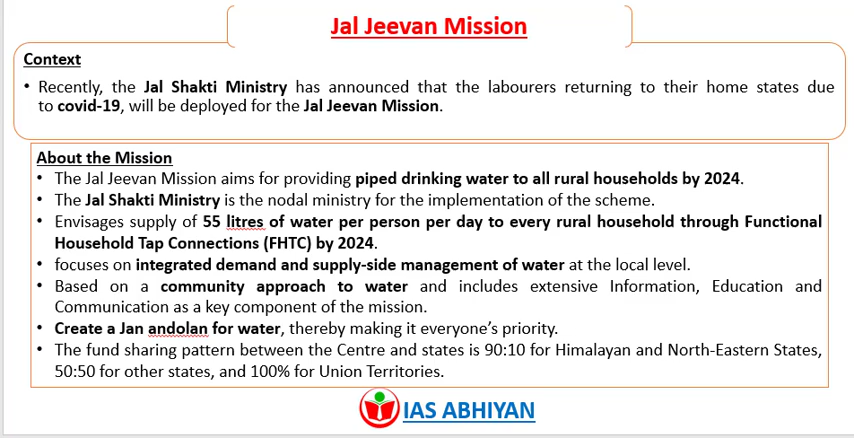 Jal Jeevan Mission
Context
• Recently, the Jal Shakti Ministry has announced that the labourers returning to their home states due
to covid-19, will be deployed for the Jal Jeevan Mission.
About the Mission
• The Jal Jeevan Mission aims for providing piped drinking water to all rural households by 2024.
• The Jal Shakti Ministry is the nodal ministry for the implementation of the scheme.
• Envisages supply of 55 litres of water per person per day to every rural household through Functional
Household Tap Connections (FHTC) by 2024.
• focuses on integrated demand and supply-side management of water at the local level.
• Based on a community approach to water and includes extensive Information, Education and
Communication as a key component of the mission.
• Create a Jan andolan for water, thereby making it everyone’s priority.
• The fund sharing pattern between the Centre and states is 90:10 for Himalayan and North-Eastern States,
50:50 for other states, and 100% for Union Territories.
IAS ABHIYAN